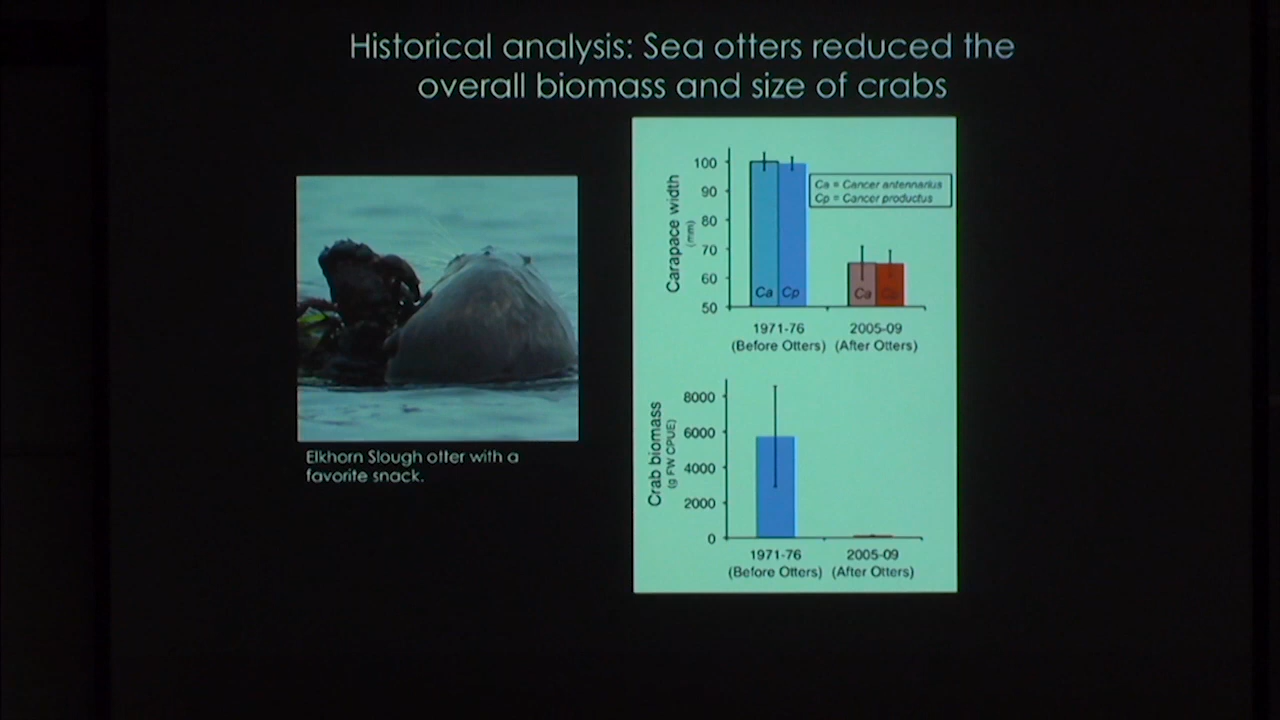 Historical analysis: Sea otters reduced the
overall biomass and size of crabs
Elkhorn Slough otter with a
favorite snack.
Carapace width
(mm)
100
90
80
70
60
50
Ca = Cancer antennarius
Cp = Cancer productus
Ca Cp
Ca Cp
1971-76
2005-09
(Before Otters)
(After Otters)
Crab biomass
(g FW CPUE)
8000
6000
4000
2000
0
1971-76
2005-09
(Before Otters)
(After Otters)